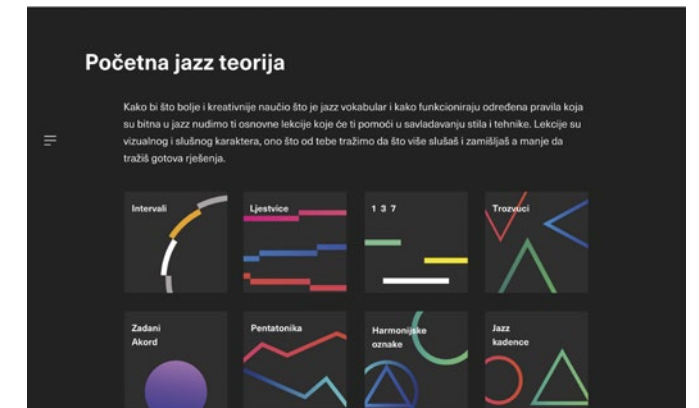 Početna jazz teorija
Kako bi što bolje i kreativnije naučio što je jazz vokabular i kako funkcioniraju određena pravila koja
su bitna u jazz nudimo ti osnovne lekcije koje će ti pomoći u savladavanju stila i tehnike. Lekcije su
vizualnog i slušnog karaktera, ono što od tebe tražimo da što više slušaš i zamišljaš a manje da
tražiš gotova rješenja.
Intervali
Ljestvice
1 3 7
Trozvuci
Zadani
Akord
Pentatonika
Harmonijske
oznake
Jazz
kadence